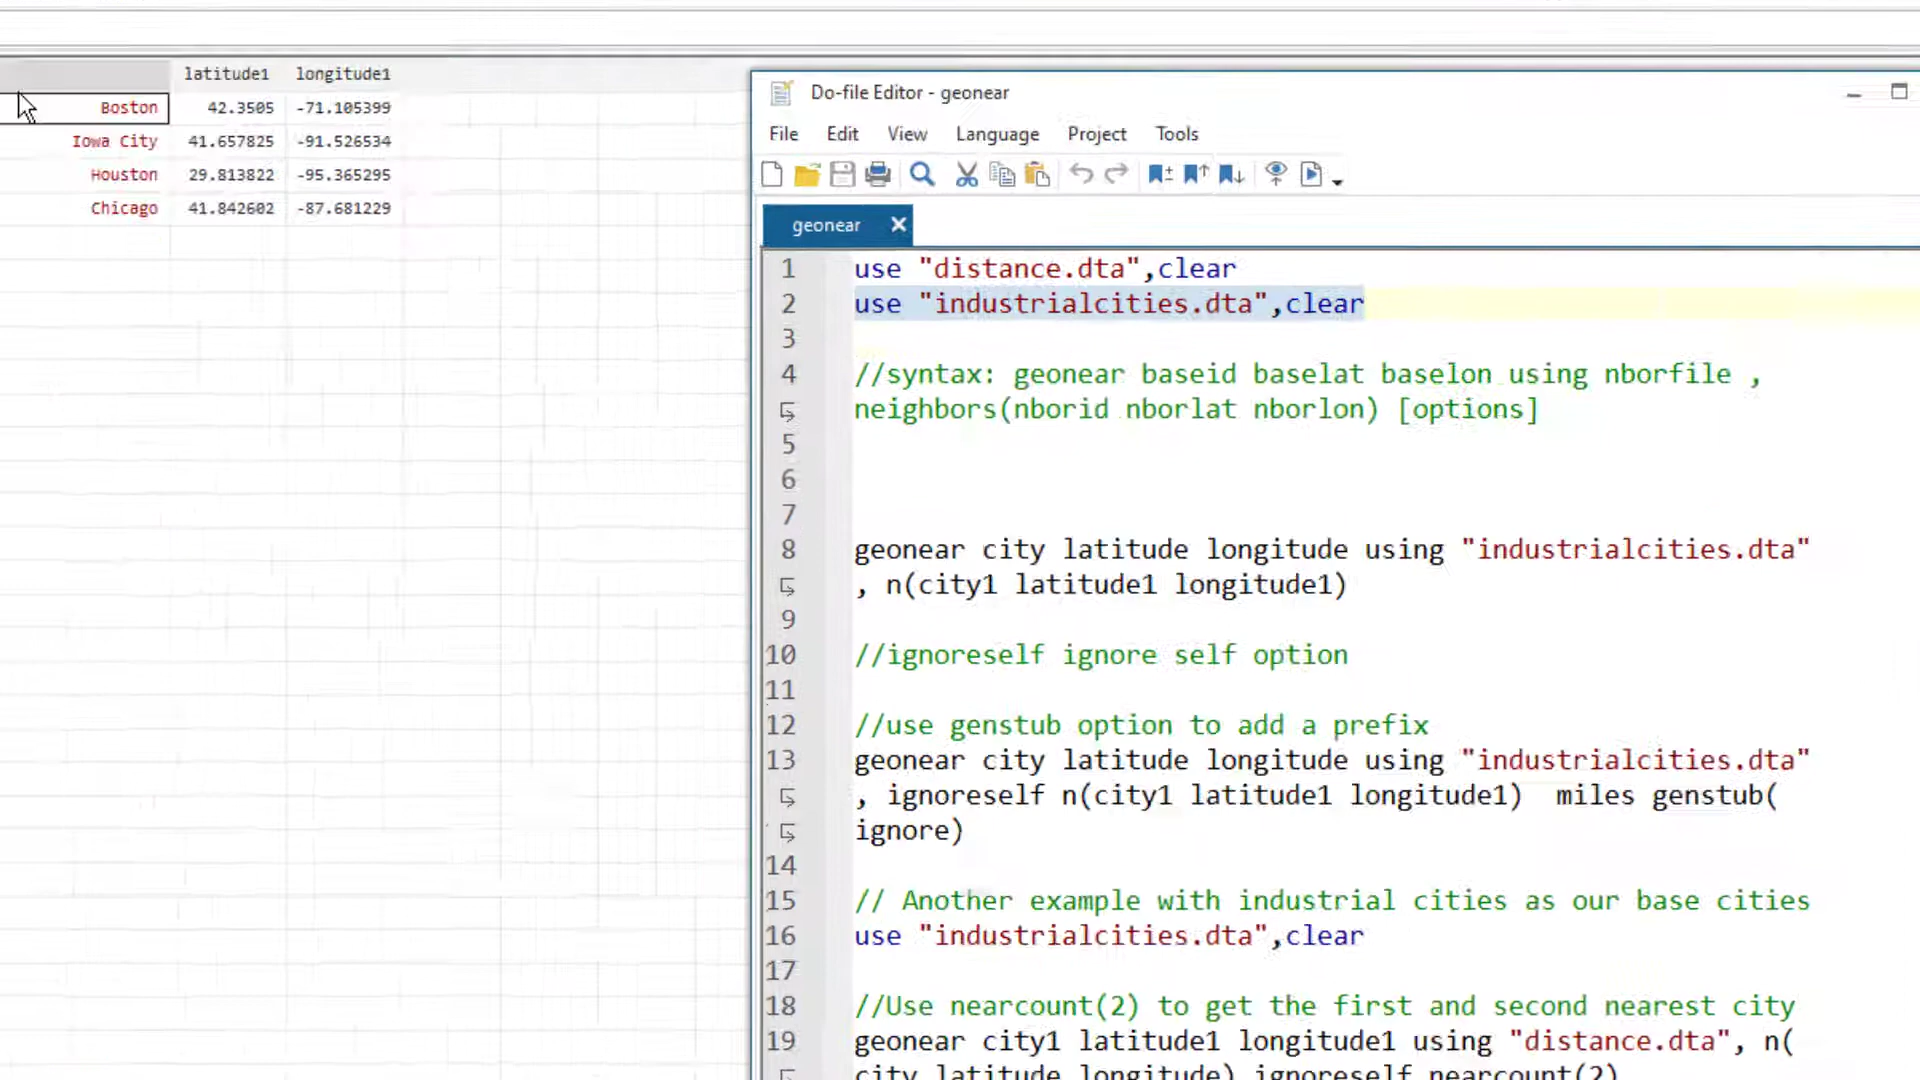 latitude1 longitude1
Boston 42.3505 -71.105399
Iowa City 41.657825 -91.526534
Houston 29.813822 -95.365295
Chicago 41.842602 -87.681229
Do-file Editor - geonear
File Edit View Language Project Tools
geonear
1 use "distance.dta",clear
2 use "industrialcities.dta",clear
3
4 //syntax: geonear baseid baselat baselon using nborfile ,
neighbors(nborid nborlat nborlon) [options]
5
6
7
8 geonear city latitude longitude using "industrialcities.dta"
, n(city1 latitude1 longitude1)
9
10 //ignoreself ignore self option
11
12 //use genstub option to add a prefix
13 geonear city latitude longitude using "industrialcities.dta"
, ignoreself n(city1 latitude1 longitude1)  miles genstub(
ignore)
14
15 // Another example with industrial cities as our base cities
16 use "industrialcities.dta",clear
17
18 //Use nearcount(2) to get the first and second nearest city
19 geonear city1 latitude1 longitude1 using "distance.dta", n(
city latitude longitude) ignoreself nearcount(2)